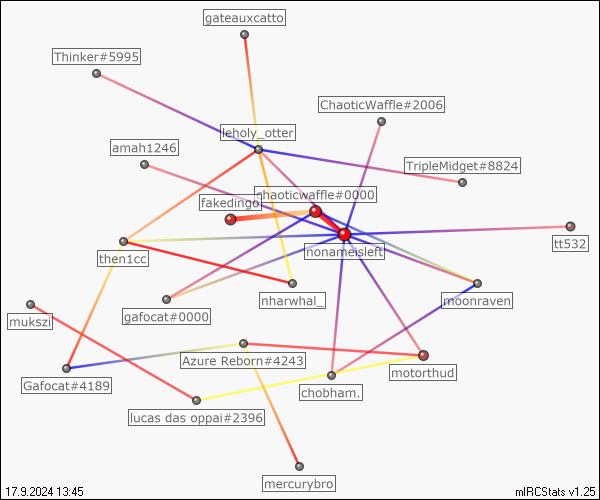 gateauxcatto
Thinker#5995
ChaoticWaffle#2006
leholy_otter
amah1246
TripleMidget#8824
chaoticwaffle#0000
fakedingo
nonameisleft
tt532
then1cc
nharwhal_
moonraven
gafocat#0000
mukszi
Azure Reborn#4243
motorthud
Gafocat#4189
chobham.
lucas das oppai#2396
mercurybro
17.9.2024 13:45
mIRCStats v1.25